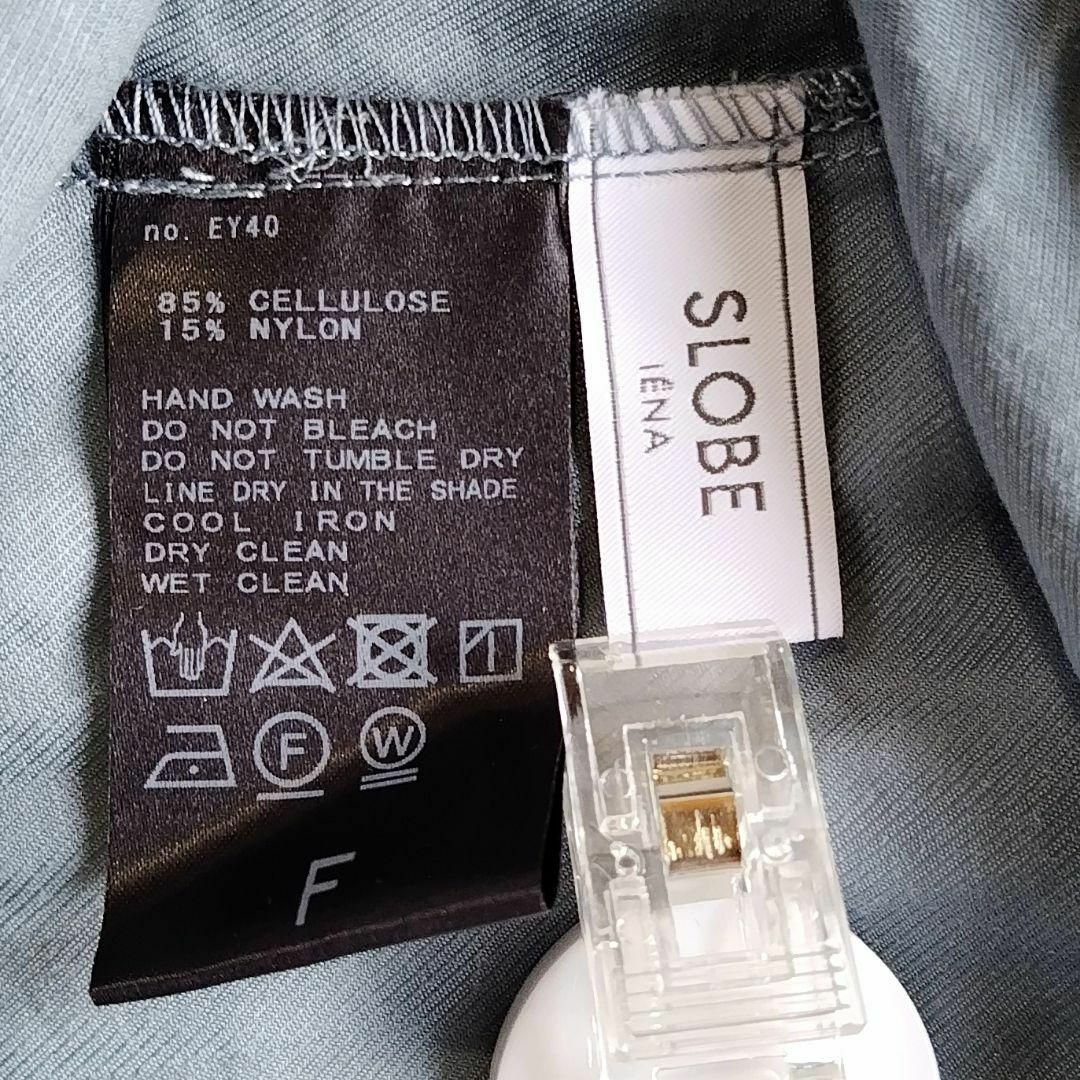 no. EY40
85% CELLULOSE
15% NYLON
HAND WASH
DO NOT BLEACH
DO NOT TUMBLE DRY
LINE DRY IN THE SHADE
COOL IRON
DRY CLEAN
WET CLEAN
F W
F
SLOBE
IÉNA